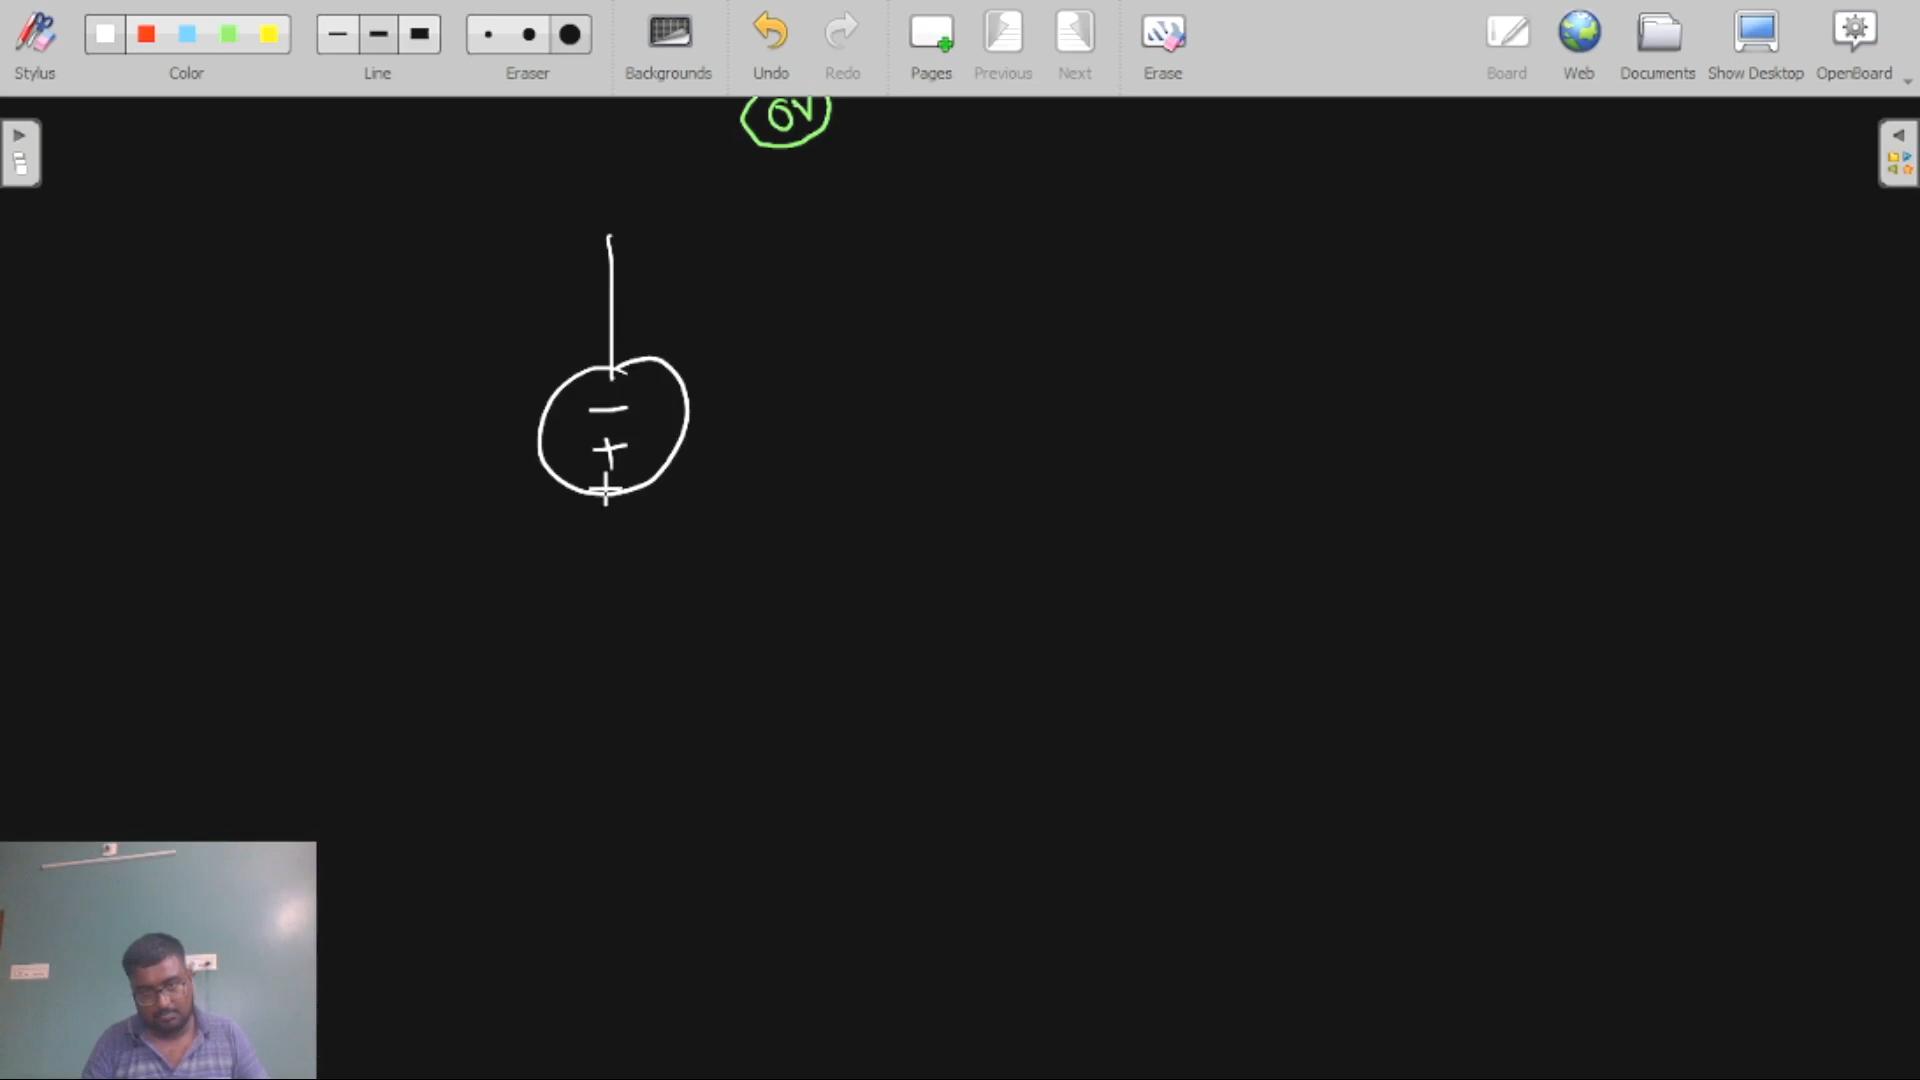 Stylus Color Line Eraser Backgrounds Undo Redo Pages Previous Next Erase Board Web Documents Show Desktop OpenBoard
6V
−
+